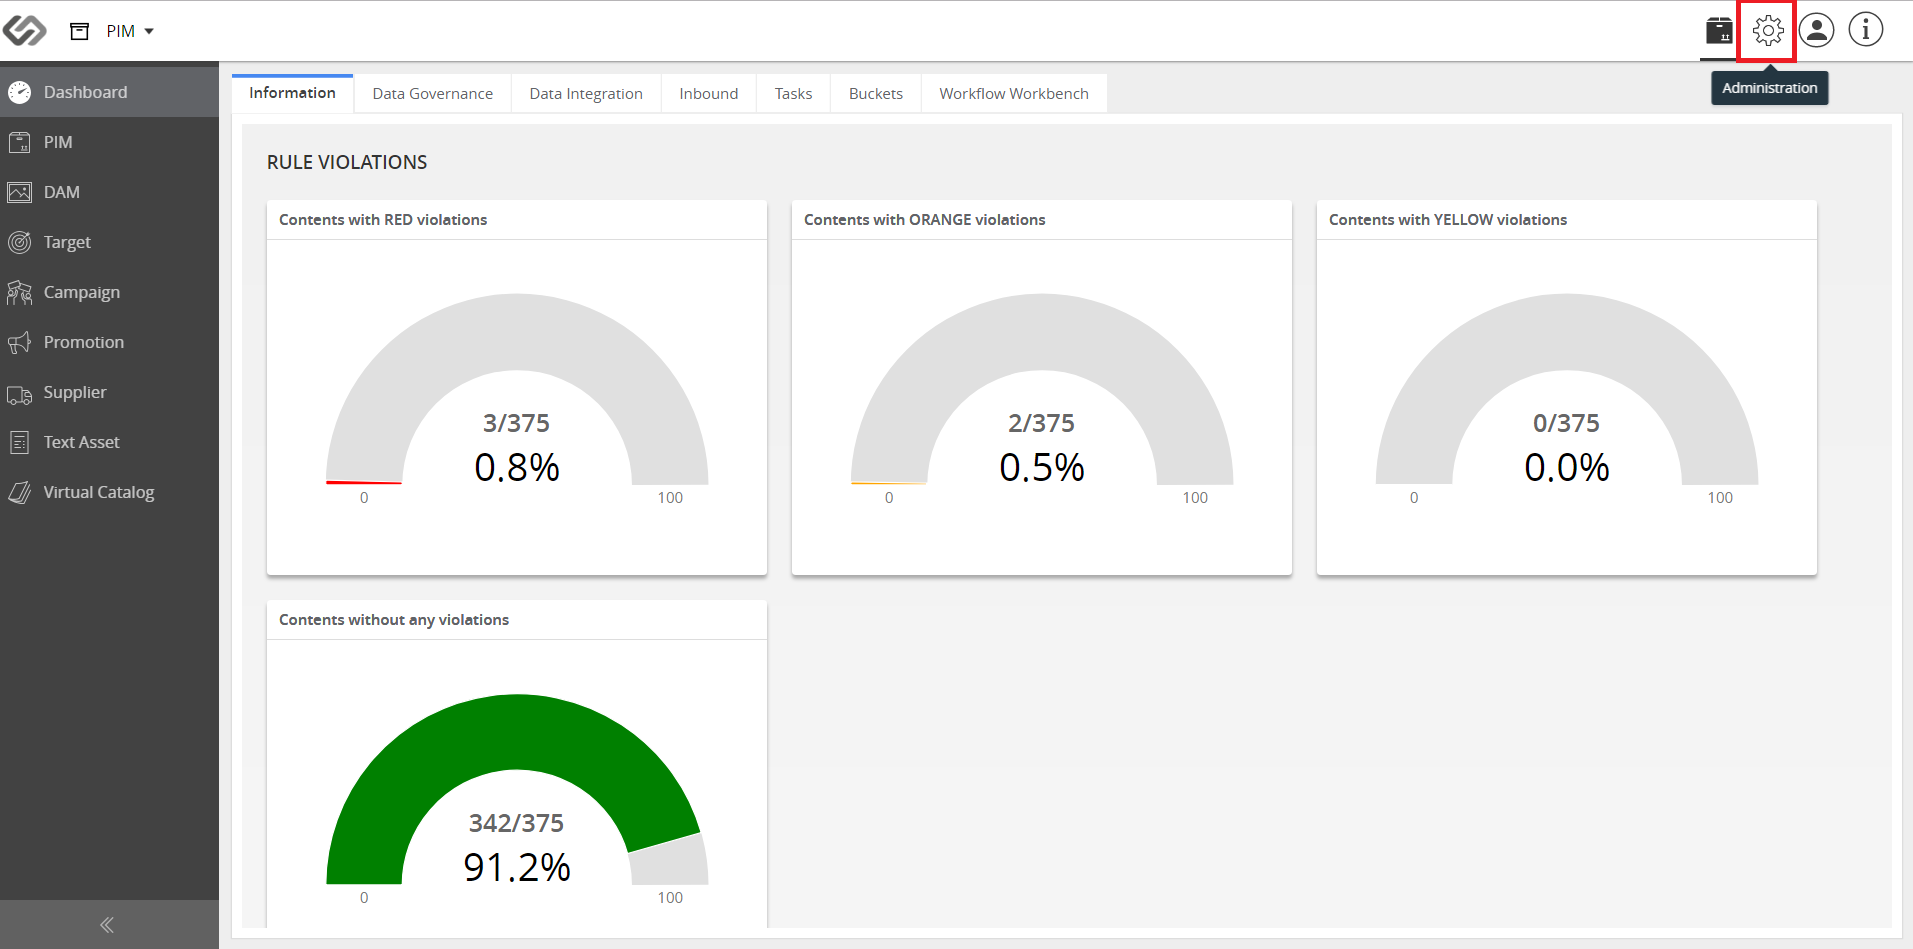 PIM
Administration
Dashboard
PIM
DAM
Target
Campaign
Promotion
Supplier
Text Asset
Virtual Catalog
Information
Data Governance
Data Integration
Inbound
Tasks
Buckets
Workflow Workbench
RULE VIOLATIONS
Contents with RED violations
3/375
0.8%
0
100
Contents with ORANGE violations
2/375
0.5%
0
100
Contents with YELLOW violations
0/375
0.0%
0
100
Contents without any violations
342/375
91.2%
0
100